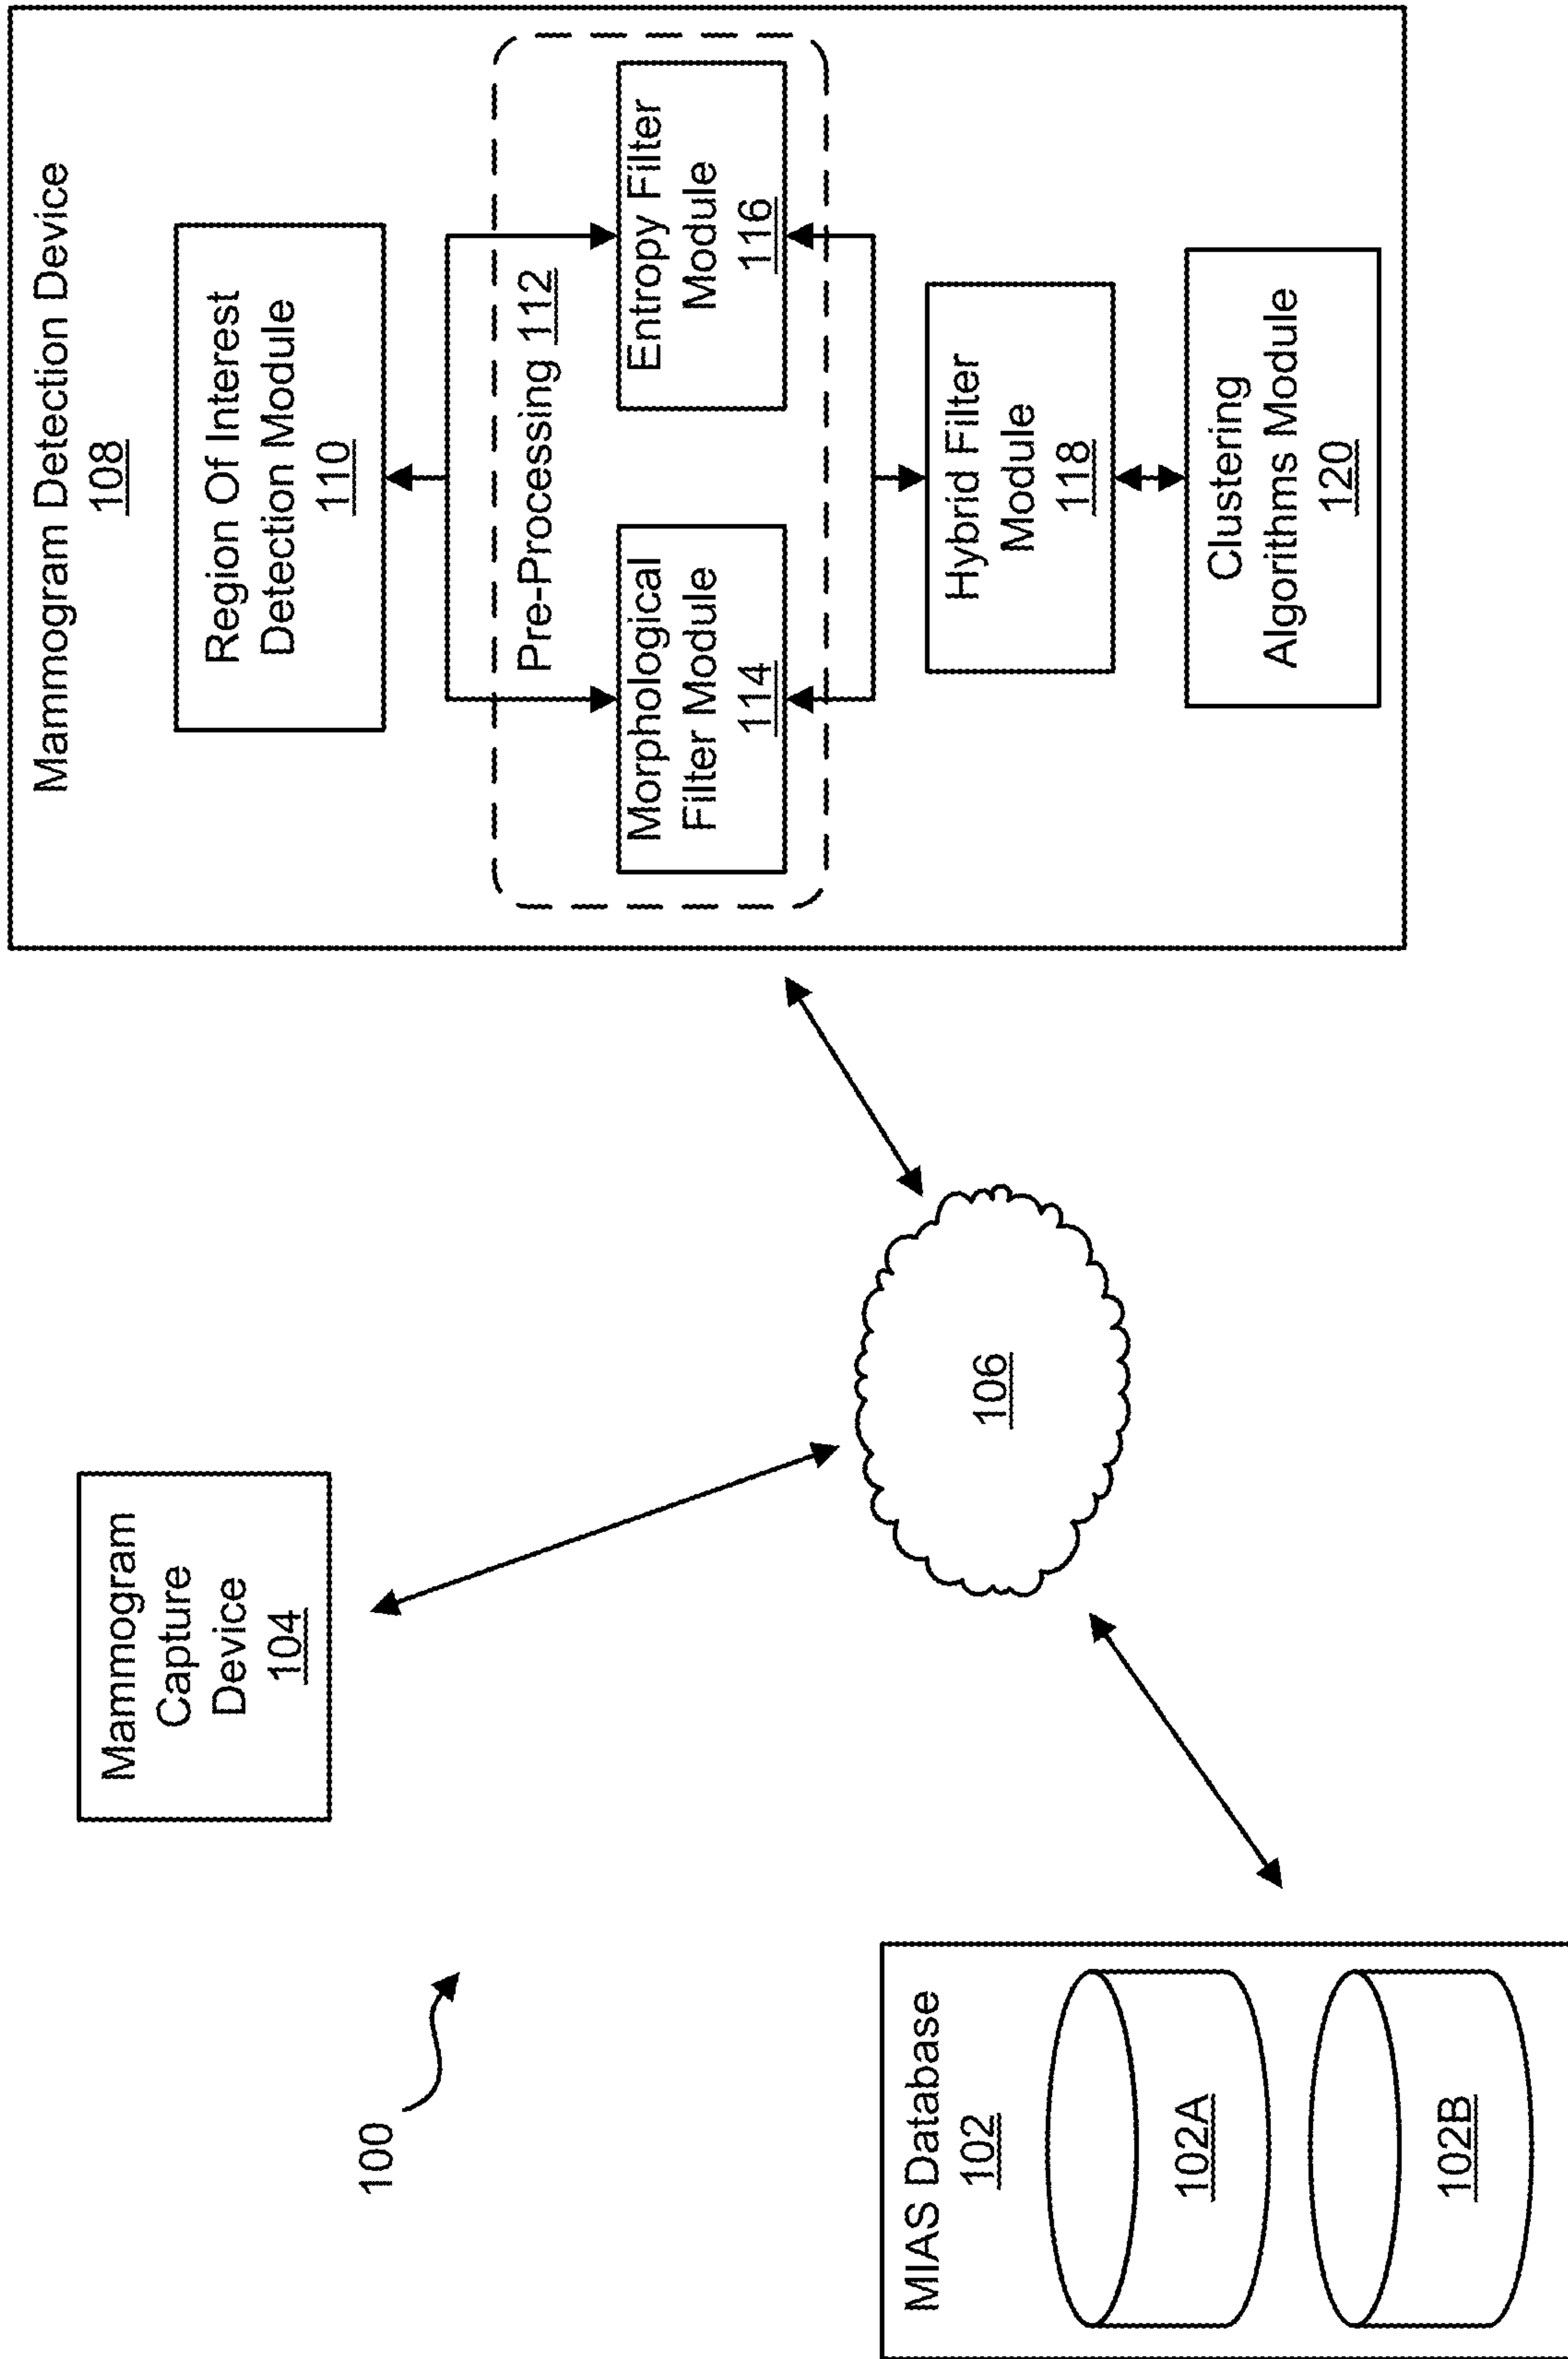 100
Mammogram
Capture
Device
104
MIAS Database
102
102A
102B
106
Mammogram Detection Device
108
Region Of Interest
Detection Module
110
Pre-Processing 112
Morphological
Filter Module
114
Entropy Filter
Module
116
Hybrid Filter
Module
118
Clustering
Algorithms Module
120